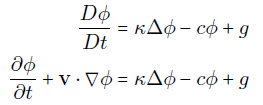 Dϕ/Dt = κΔϕ − cϕ + g
∂ϕ/∂t + v · ∇ϕ = κΔϕ − cϕ + g